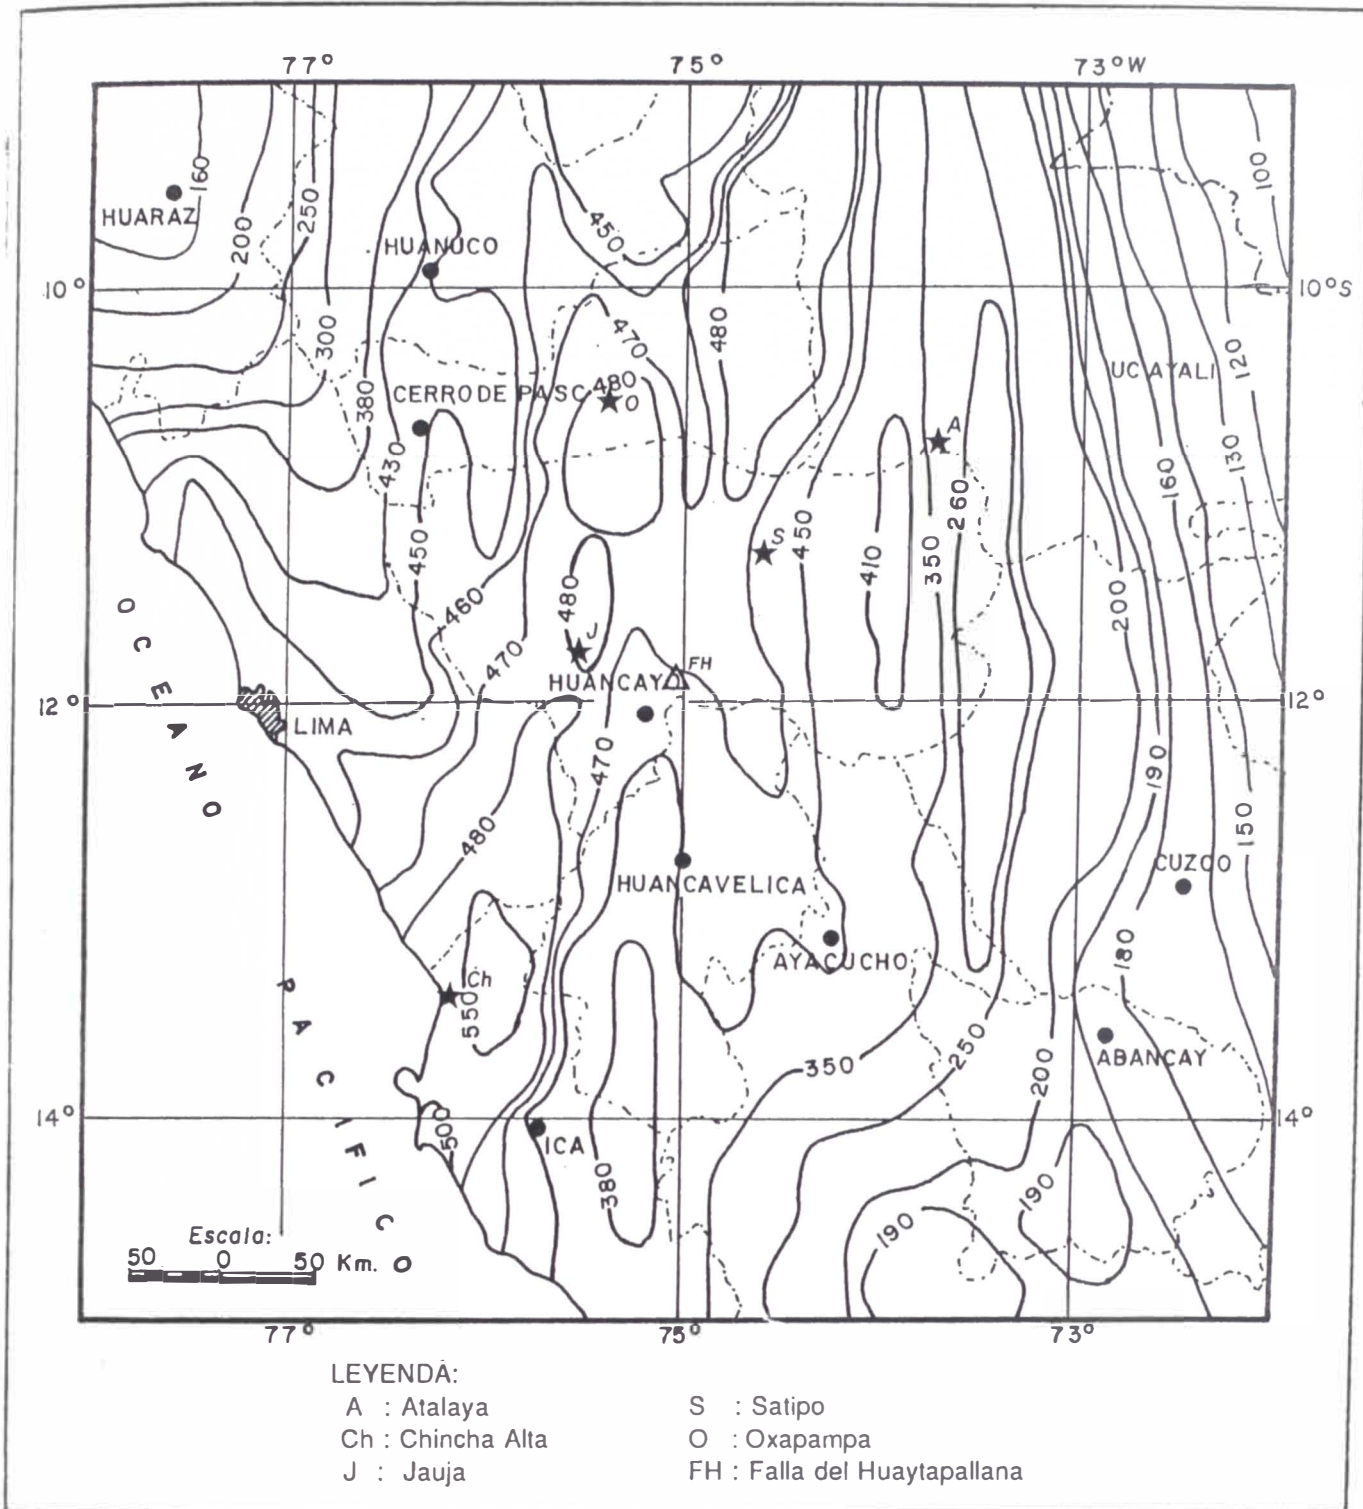 77° 75° 73°W
160
HUARAZ
200
250
HUANUCO
450
100
10° 10°S
300
470
480
120
UCAYALI
380
CERRO DE PASC
480
O
A
430
130
160
260
S
450
450
410
350
480
460
200
J
470
FH
HUANCAYO
12° 12°
LIMA
OCEANO
470
190
480
150
CUZCO
HUANCAVELICA
AYACUCHO
180
Ch
550
PACIFICO
250
350
200
ABANCAY
14° 14°
500
ICA
380
190
190
Escala:
50 0 50 Km.
77° 75° 73°
LEYENDA:
A : Atalaya
Ch : Chincha Alta
J : Jauja
S : Satipo
O : Oxapampa
FH : Falla del Huaytapallana